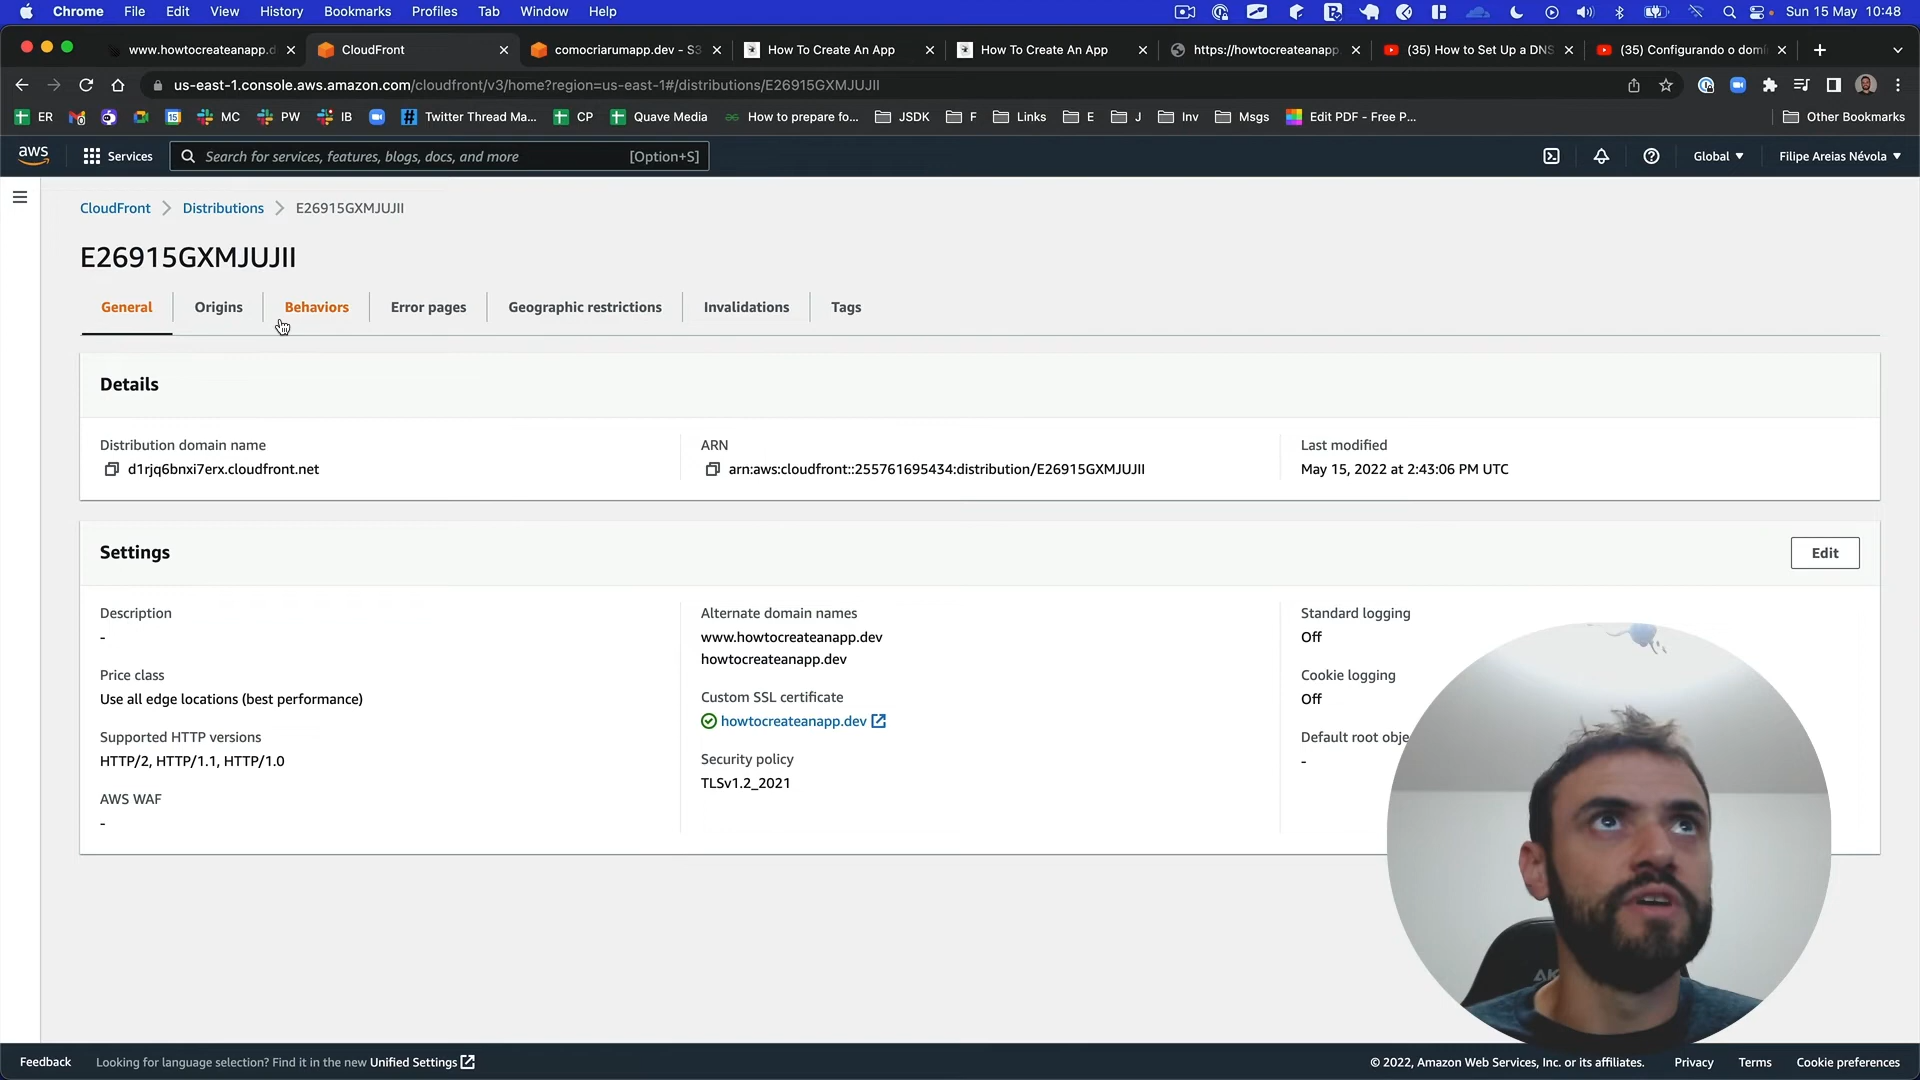 Chrome File Edit View History Bookmarks Profiles Tab Window Help Sun 15 May 10:48
www.howtocreateanapp.d CloudFront comocriarumapp.dev - S3 How To Create An App How To Create An App https://howtocreateanapp. (35) How to Set Up a DNS (35) Configurando o domí
us-east-1.console.aws.amazon.com/cloudfront/v3/home?region=us-east-1#/distributions/E26915GXMJUJII
ER 15 MC PW IB Twitter Thread Ma... CP Quave Media How to prepare fo... JSDK F Links E J Inv Msgs Edit PDF - Free P... Other Bookmarks
aws Services Search for services, features, blogs, docs, and more [Option+S] Global Filipe Areias Névola
CloudFront Distributions E26915GXMJUJII
E26915GXMJUJII
General Origins Behaviors Error pages Geographic restrictions Invalidations Tags
Details
Distribution domain name
d1rjq6bnxi7erx.cloudfront.net
ARN
arn:aws:cloudfront::255761695434:distribution/E26915GXMJUJII
Last modified
May 15, 2022 at 2:43:06 PM UTC
Settings
Edit
Description
-
Price class
Use all edge locations (best performance)
Supported HTTP versions
HTTP/2, HTTP/1.1, HTTP/1.0
AWS WAF
-
Alternate domain names
www.howtocreateanapp.dev
howtocreateanapp.dev
Custom SSL certificate
howtocreateanapp.dev
Security policy
TLSv1.2_2021
Standard logging
Off
Cookie logging
Off
Default root obje
-
Feedback Looking for language selection? Find it in the new Unified Settings © 2022, Amazon Web Services, Inc. or its affiliates. Privacy Terms Cookie preferences